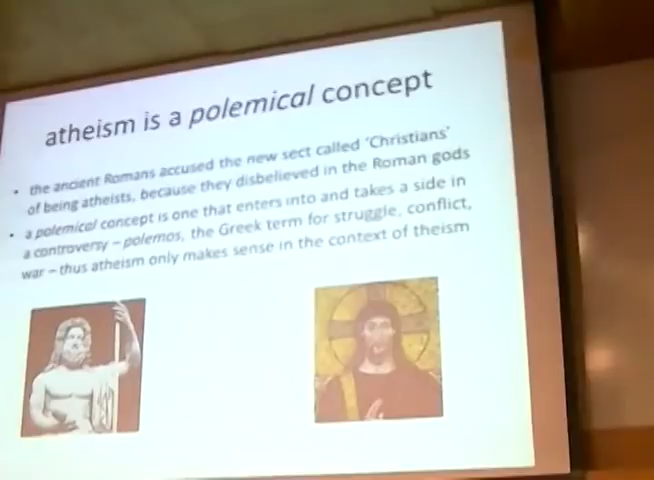 atheism is a polemical concept
• the ancient Romans accused the new sect called 'Christians'
of being atheists, because they disbelieved in the Roman gods
• a polemical concept is one that enters into and takes a side in
a controversy – polemos, the Greek term for struggle, conflict,
war – thus atheism only makes sense in the context of theism